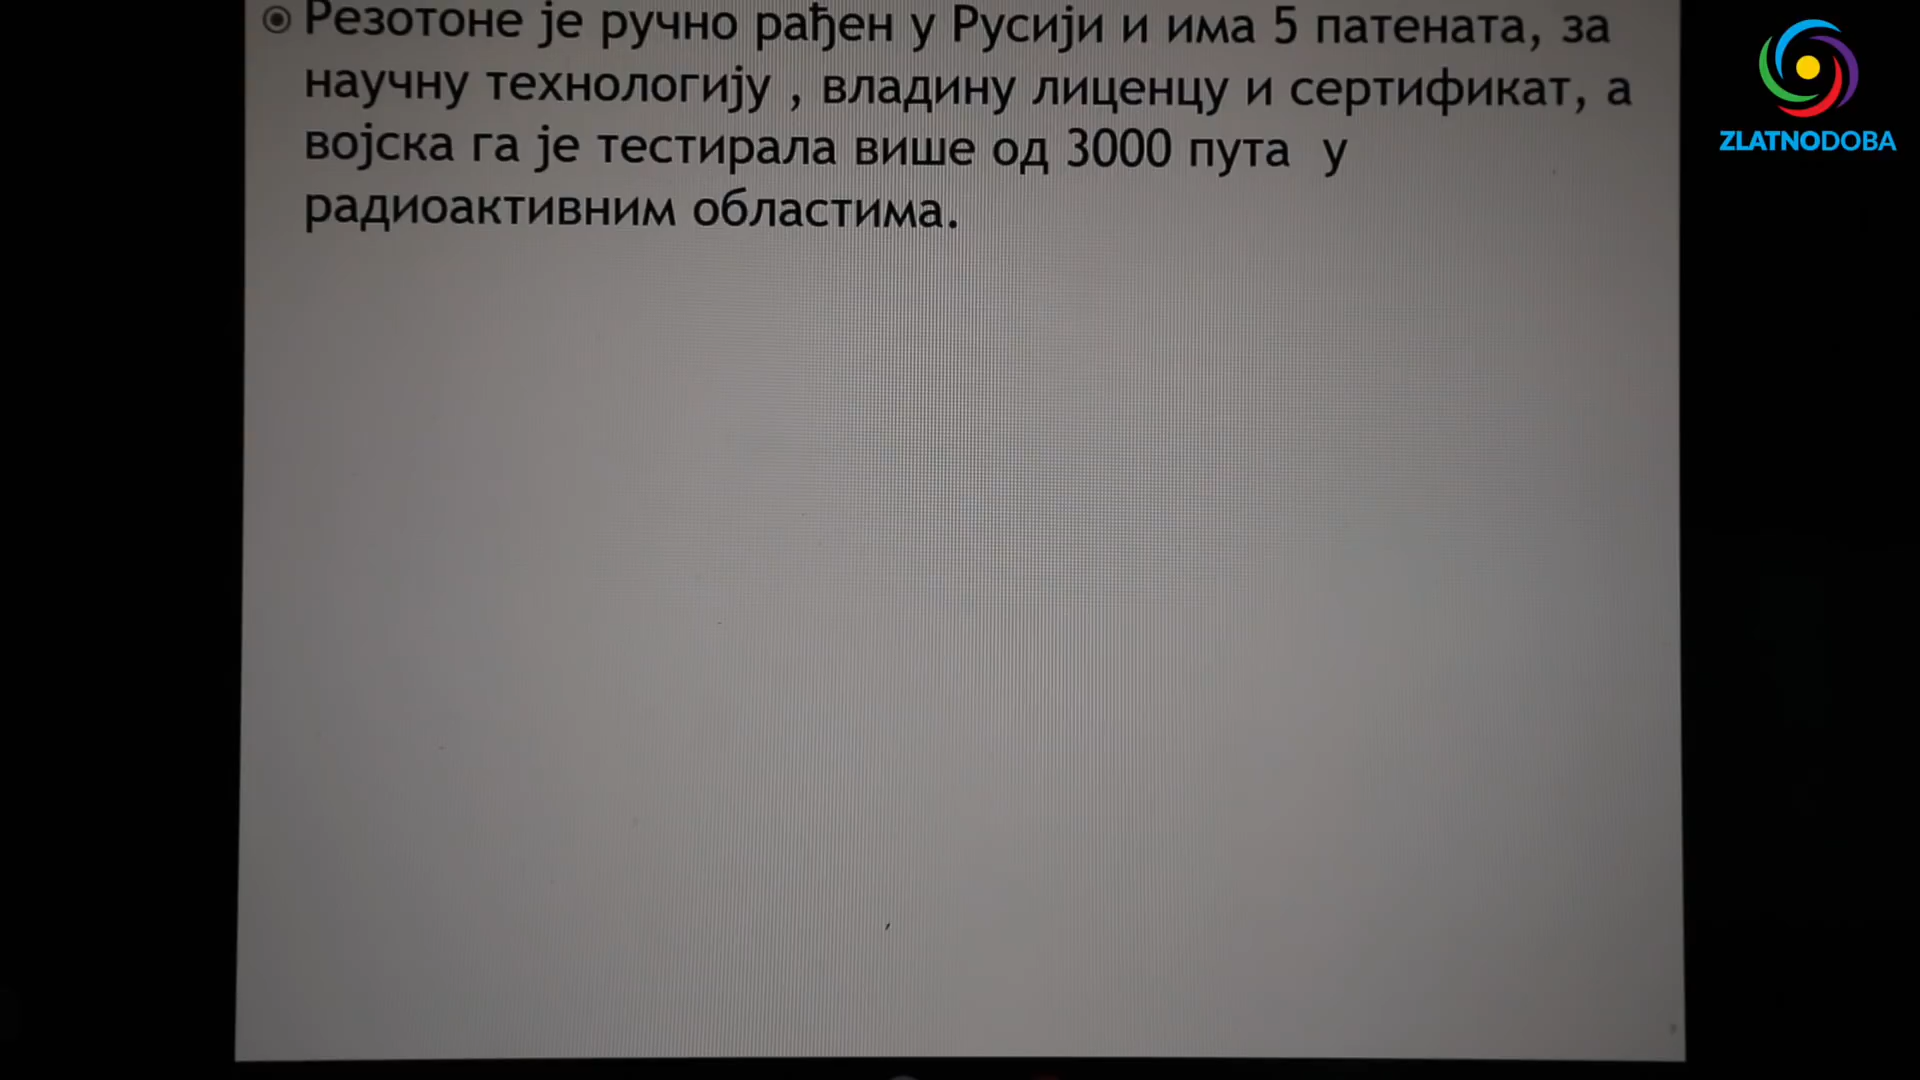 Резотоне је ручно рађен у Русији и има 5 патената, за
научну технологију , владину лиценцу и сертификат, а
војска га је тестирала више од 3000 пута у
радиоактивним областима.
ZLATNODOBA